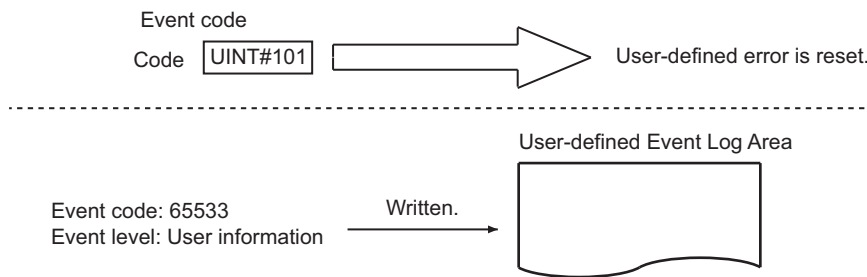 Event code
Code UINT#101 User-defined error is reset.
User-defined Event Log Area
Event code: 65533
Event level: User information
Written.